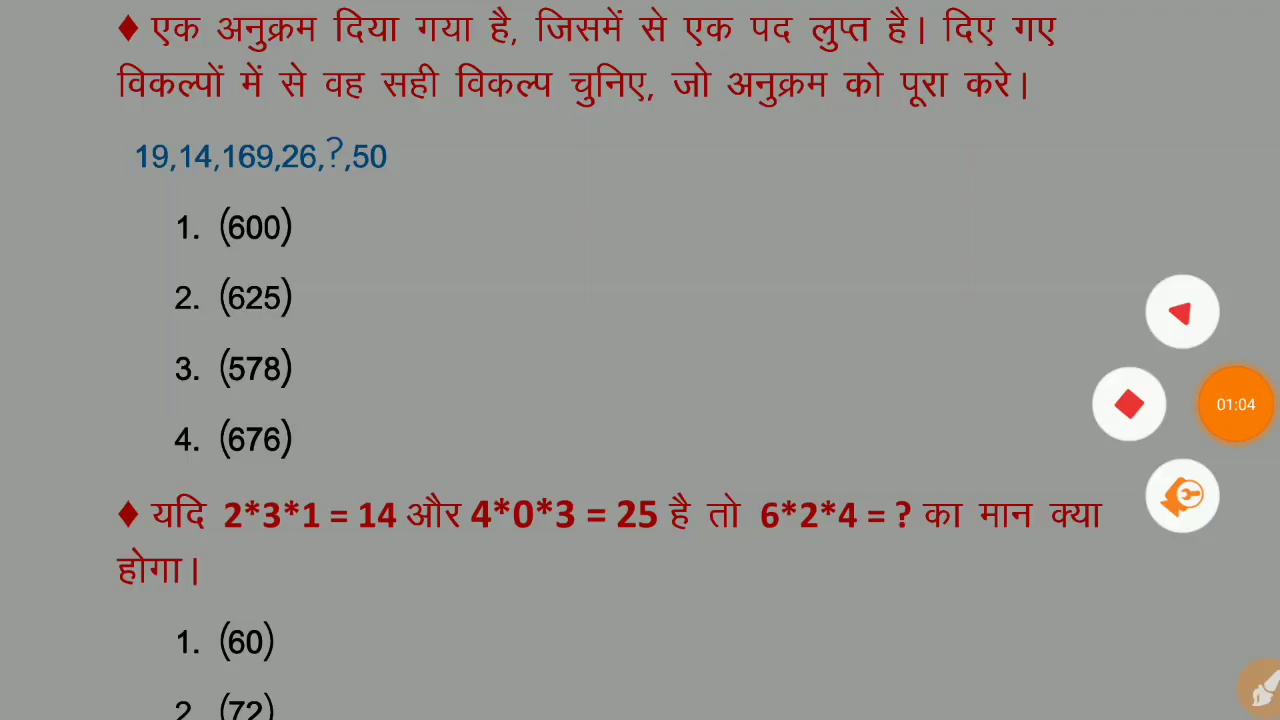 ♦ एक अनुक्रम दिया गया है, जिसमें से एक पद लुप्त है। दिए गए
विकल्पों में से वह सही विकल्प चुनिए, जो अनुक्रम को पूरा करे।
19,14,169,26,?,50
1. (600)
2. (625)
3. (578)
4. (676)
01:04
♦ यदि 2*3*1 = 14 और 4*0*3 = 25 है तो 6*2*4 = ? का मान क्या
होगा।
1. (60)
2. (72)